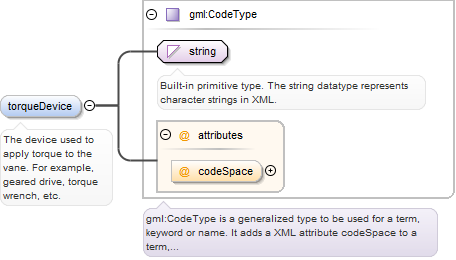 gml:CodeType
string
Built-in primitive type. The string datatype represents
character strings in XML.
torqueDevice
The device used to
apply torque to the
vane. For example,
geared drive, torque
wrench, etc.
@ attributes
@ codeSpace
gml:CodeType is a generalized type to be used for a term,
keyword or name. It adds a XML attribute codeSpace to a
term,...